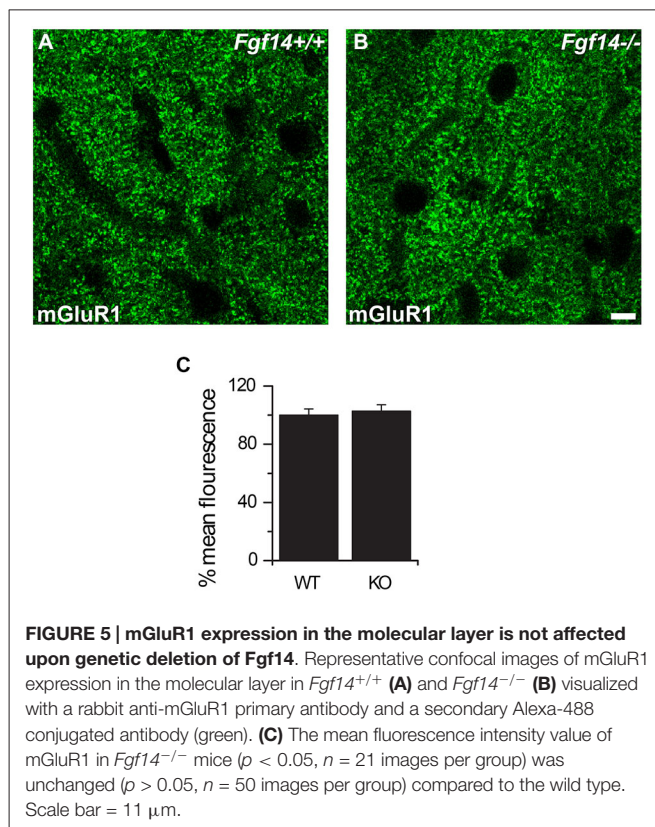 A
Fgf14+/+
B
Fgf14-/-
mGluR1
mGluR1
C
% mean flourescence
120
80
40
0
WT
KO
FIGURE 5 | mGluR1 expression in the molecular layer is not affected
upon genetic deletion of Fgf14. Representative confocal images of mGluR1
expression in the molecular layer in Fgf14+/+ (A) and Fgf14−/− (B) visualized
with a rabbit anti-mGluR1 primary antibody and a secondary Alexa-488
conjugated antibody (green). (C) The mean fluorescence intensity value of
mGluR1 in Fgf14−/− mice (p < 0.05, n = 21 images per group) was
unchanged (p > 0.05, n = 50 images per group) compared to the wild type.
Scale bar = 11 μm.